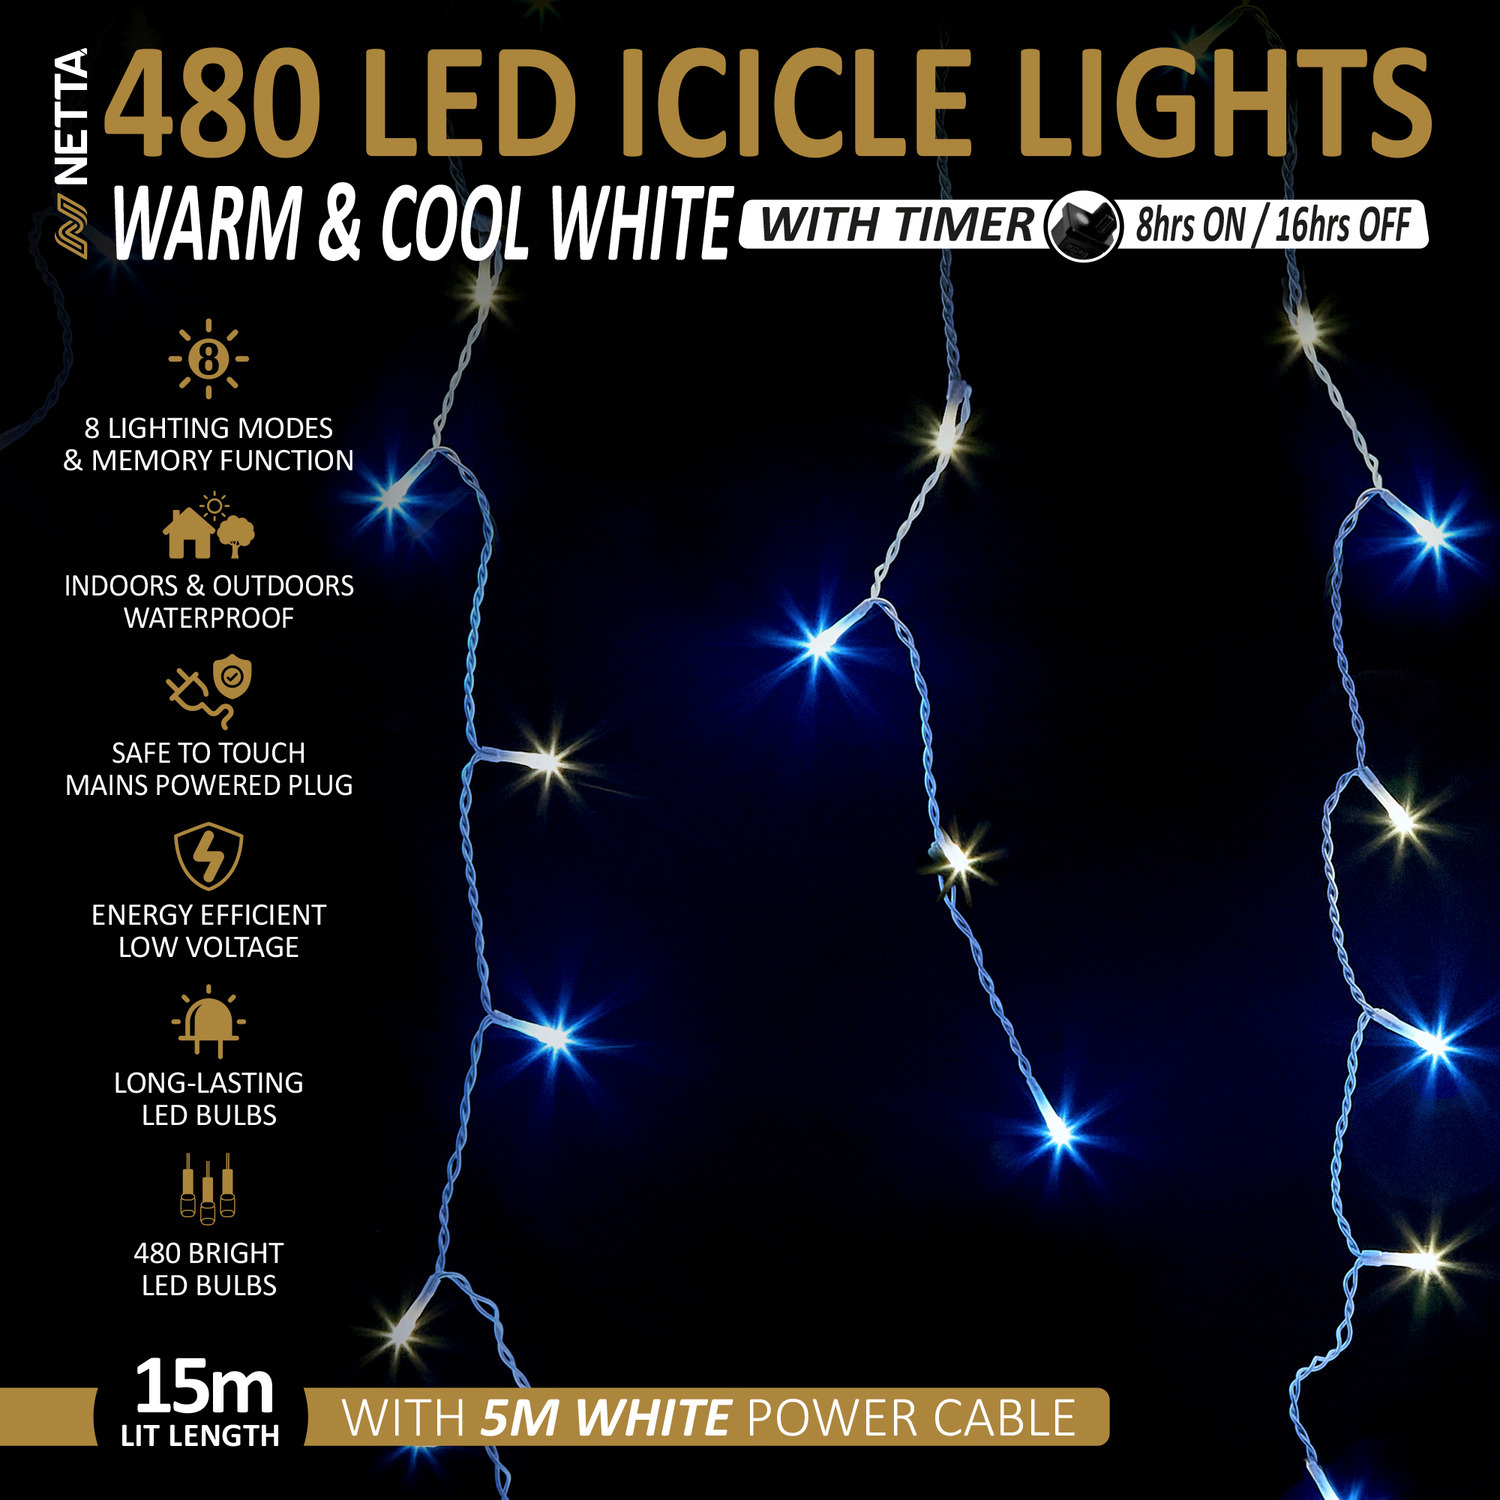 NETTA
480 LED ICICLE LIGHTS
WARM & COOL WHITE WITH TIMER 8hrs ON / 16hrs OFF
8
8 LIGHTING MODES
& MEMORY FUNCTION
INDOORS & OUTDOORS
WATERPROOF
SAFE TO TOUCH
MAINS POWERED PLUG
ENERGY EFFICIENT
LOW VOLTAGE
LONG-LASTING
LED BULBS
480 BRIGHT
LED BULBS
15m
LIT LENGTH
WITH 5M WHITE POWER CABLE